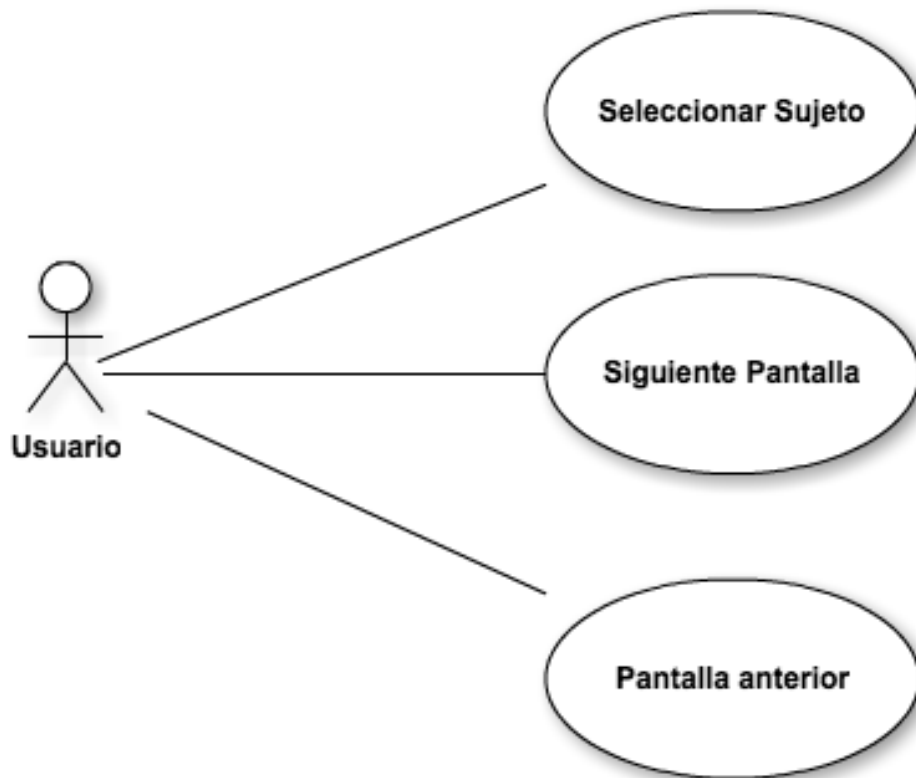 Seleccionar Sujeto
Siguiente Pantalla
Usuario
Pantalla anterior